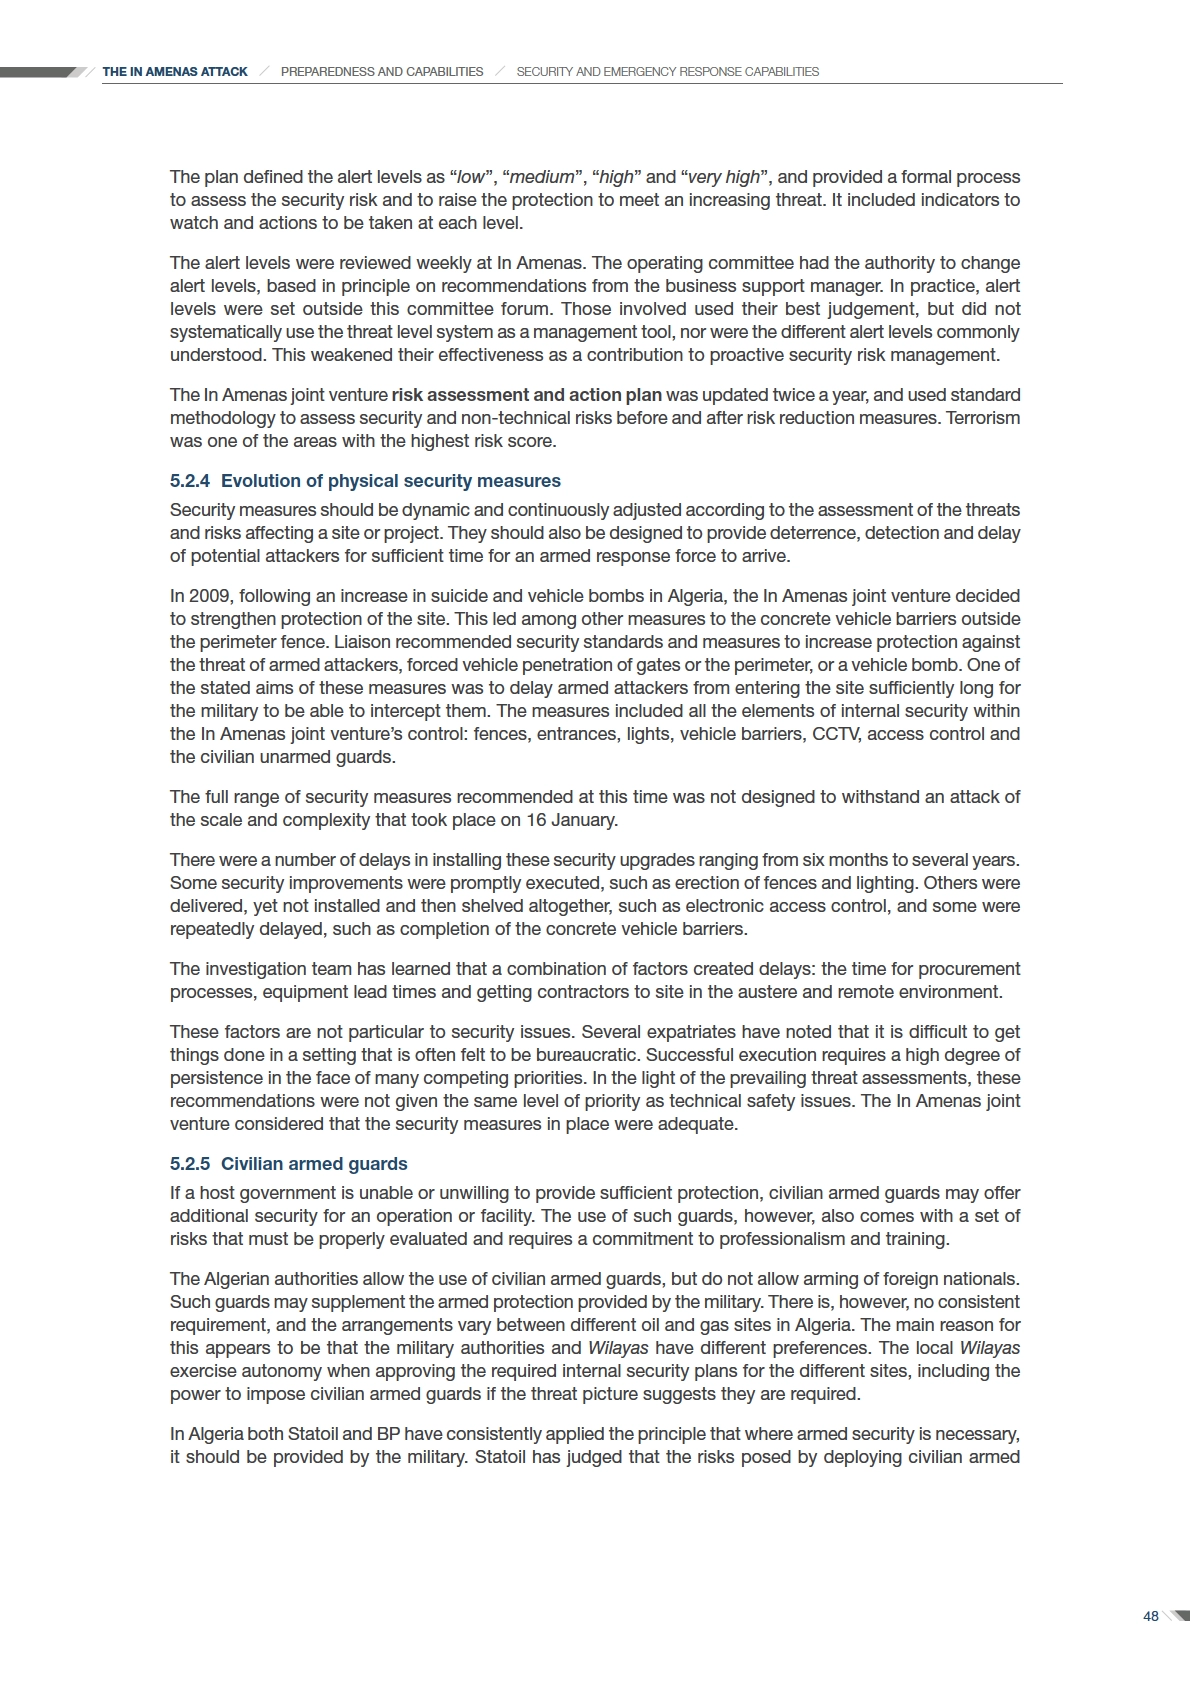 THE IN AMENAS ATTACK / PREPAREDNESS AND CAPABILITIES / SECURITY AND EMERGENCY RESPONSE CAPABILITIES
The plan defined the alert levels as “low”, “medium”, “high” and “very high”, and provided a formal process
to assess the security risk and to raise the protection to meet an increasing threat. It included indicators to
watch and actions to be taken at each level.
The alert levels were reviewed weekly at In Amenas. The operating committee had the authority to change
alert levels, based in principle on recommendations from the business support manager. In practice, alert
levels were set outside this committee forum. Those involved used their best judgement, but did not
systematically use the threat level system as a management tool, nor were the different alert levels commonly
understood. This weakened their effectiveness as a contribution to proactive security risk management.
The In Amenas joint venture risk assessment and action plan was updated twice a year, and used standard
methodology to assess security and non-technical risks before and after risk reduction measures. Terrorism
was one of the areas with the highest risk score.
5.2.4 Evolution of physical security measures
Security measures should be dynamic and continuously adjusted according to the assessment of the threats
and risks affecting a site or project. They should also be designed to provide deterrence, detection and delay
of potential attackers for sufficient time for an armed response force to arrive.
In 2009, following an increase in suicide and vehicle bombs in Algeria, the In Amenas joint venture decided
to strengthen protection of the site. This led among other measures to the concrete vehicle barriers outside
the perimeter fence. Liaison recommended security standards and measures to increase protection against
the threat of armed attackers, forced vehicle penetration of gates or the perimeter, or a vehicle bomb. One of
the stated aims of these measures was to delay armed attackers from entering the site sufficiently long for
the military to be able to intercept them. The measures included all the elements of internal security within
the In Amenas joint venture’s control: fences, entrances, lights, vehicle barriers, CCTV, access control and
the civilian unarmed guards.
The full range of security measures recommended at this time was not designed to withstand an attack of
the scale and complexity that took place on 16 January.
There were a number of delays in installing these security upgrades ranging from six months to several years.
Some security improvements were promptly executed, such as erection of fences and lighting. Others were
delivered, yet not installed and then shelved altogether, such as electronic access control, and some were
repeatedly delayed, such as completion of the concrete vehicle barriers.
The investigation team has learned that a combination of factors created delays: the time for procurement
processes, equipment lead times and getting contractors to site in the austere and remote environment.
These factors are not particular to security issues. Several expatriates have noted that it is difficult to get
things done in a setting that is often felt to be bureaucratic. Successful execution requires a high degree of
persistence in the face of many competing priorities. In the light of the prevailing threat assessments, these
recommendations were not given the same level of priority as technical safety issues. The In Amenas joint
venture considered that the security measures in place were adequate.
5.2.5 Civilian armed guards
If a host government is unable or unwilling to provide sufficient protection, civilian armed guards may offer
additional security for an operation or facility. The use of such guards, however, also comes with a set of
risks that must be properly evaluated and requires a commitment to professionalism and training.
The Algerian authorities allow the use of civilian armed guards, but do not allow arming of foreign nationals.
Such guards may supplement the armed protection provided by the military. There is, however, no consistent
requirement, and the arrangements vary between different oil and gas sites in Algeria. The main reason for
this appears to be that the military authorities and Wilayas have different preferences. The local Wilayas
exercise autonomy when approving the required internal security plans for the different sites, including the
power to impose civilian armed guards if the threat picture suggests they are required.
In Algeria both Statoil and BP have consistently applied the principle that where armed security is necessary,
it should be provided by the military. Statoil has judged that the risks posed by deploying civilian armed
48